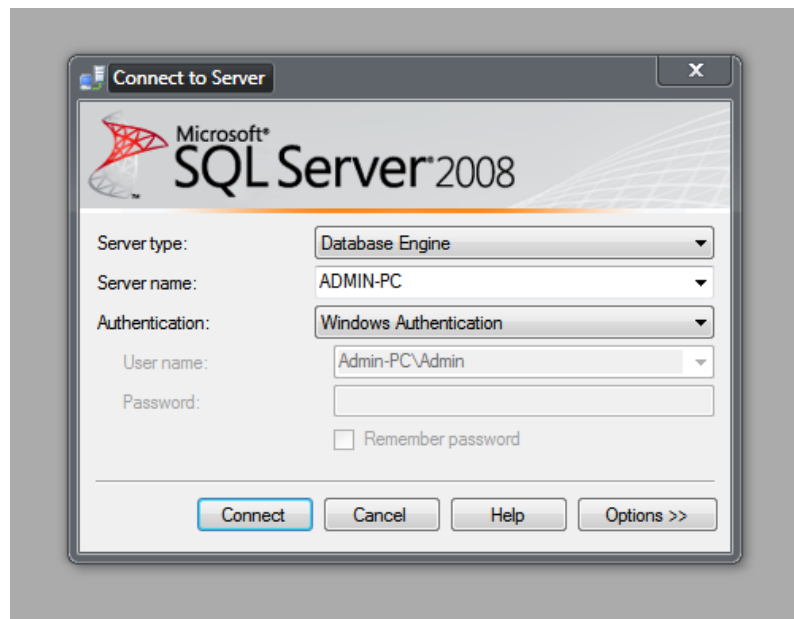 Connect to Server
x
Microsoft®
SQL Server® 2008
™
Server type: Database Engine
Server name: ADMIN-PC
Authentication: Windows Authentication
User name: Admin-PC\Admin
Password:
Remember password
Connect Cancel Help Options >>